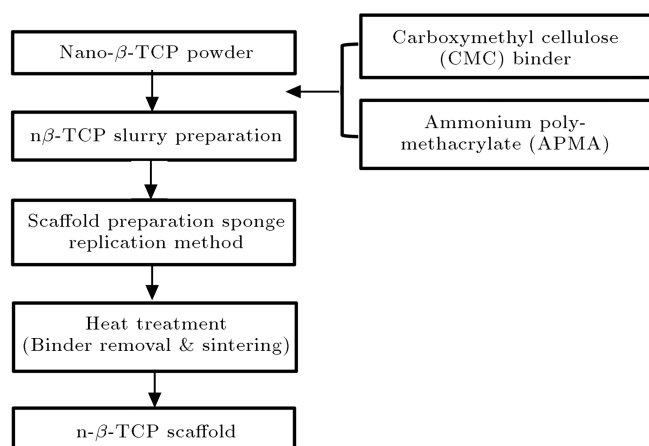 Nano-β-TCP powder
Carboxymethyl cellulose
(CMC) binder
nβ-TCP slurry preparation
Ammonium poly-
methacrylate (APMA)
Scaffold preparation sponge
replication method
Heat treatment
(Binder removal & sintering)
n-β-TCP scaffold